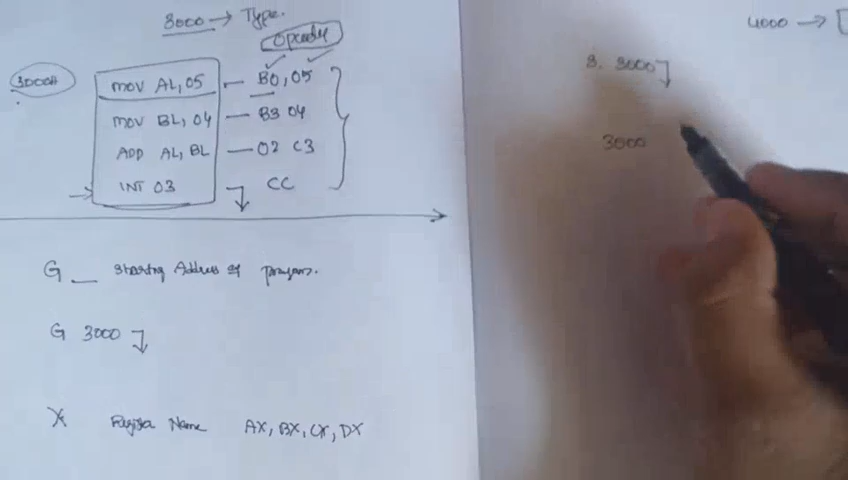 3000 → Type.
Opcode
3000H
MOV AL, 05 — B0, 05
MOV BL, 04 — B3 04
ADD AL, BL — 02 C3
INT 03 CC
G _ Starting Address of program.
G 3000
X Register Name AX, BX, CX, DX
4000 →
S. 3000
3000